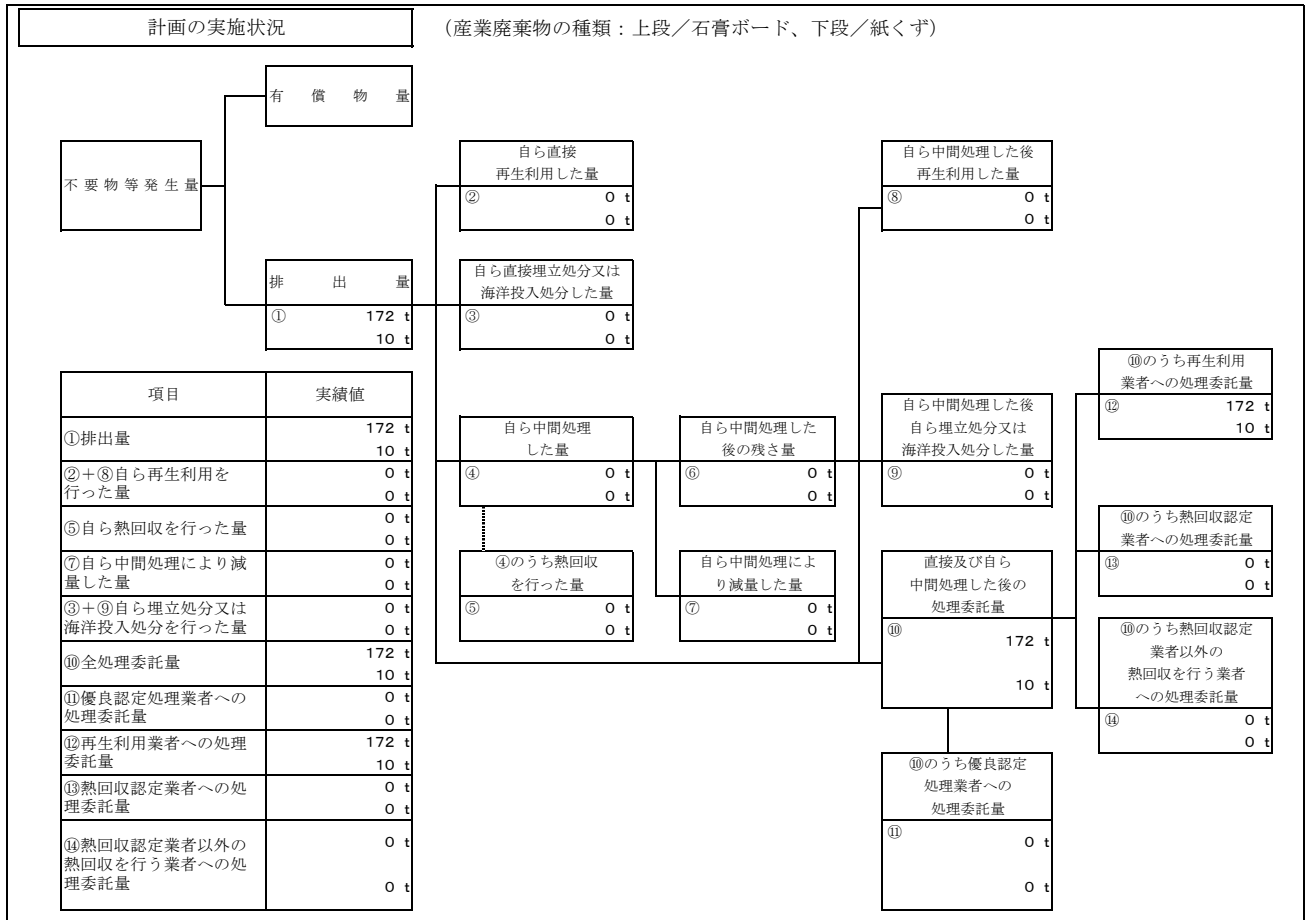 計画の実施状況
（産業廃棄物の種類：上段／石膏ボード、下段／紙くず）
有償物量
不要物等発生量
自ら直接
再生利用した量
② 0 t
0 t
自ら中間処理した後
再生利用した量
⑧ 0 t
0 t
排出量
① 172 t
10 t
自ら直接埋立処分又は
海洋投入処分した量
③ 0 t
0 t
項目 実績値
①排出量 172 t
10 t
②＋⑧自ら再生利用を
行った量
0 t
0 t
⑤自ら熱回収を行った量 0 t
0 t
⑦自ら中間処理により減
量した量
0 t
0 t
③＋⑨自ら埋立処分又は
海洋投入処分を行った量
0 t
0 t
⑩全処理委託量 172 t
10 t
⑪優良認定処理業者への
処理委託量
0 t
0 t
⑫再生利用業者への処理
委託量
172 t
10 t
⑬熱回収認定業者への処
理委託量
0 t
0 t
⑭熱回収認定業者以外の
熱回収を行う業者への処
理委託量
0 t
0 t
自ら中間処理
した量
④ 0 t
0 t
④のうち熱回収
を行った量
⑤ 0 t
0 t
自ら中間処理した
後の残さ量
⑥ 0 t
0 t
自ら中間処理によ
り減量した量
⑦ 0 t
0 t
自ら中間処理した後
自ら埋立処分又は
海洋投入処分した量
⑨ 0 t
0 t
直接及び自ら
中間処理した後の
処理委託量
⑩
172 t
10 t
⑩のうち優良認定
処理業者への
処理委託量
⑪
0 t
0 t
⑩のうち再生利用
業者への処理委託量
⑫ 172 t
10 t
⑩のうち熱回収認定
業者への処理委託量
⑬ 0 t
0 t
⑩のうち熱回収認定
業者以外の
熱回収を行う業者
への処理委託量
⑭ 0 t
0 t